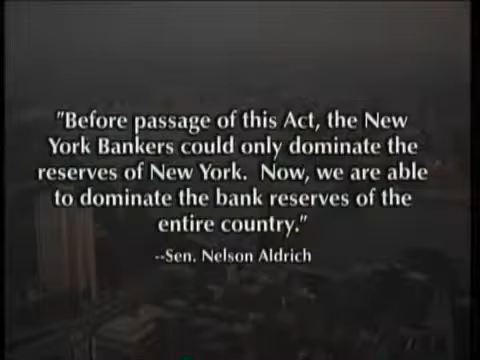 "Before passage of this Act, the New
York Bankers could only dominate the
reserves of New York.  Now, we are able
to dominate the bank reserves of the
entire country."
--Sen. Nelson Aldrich